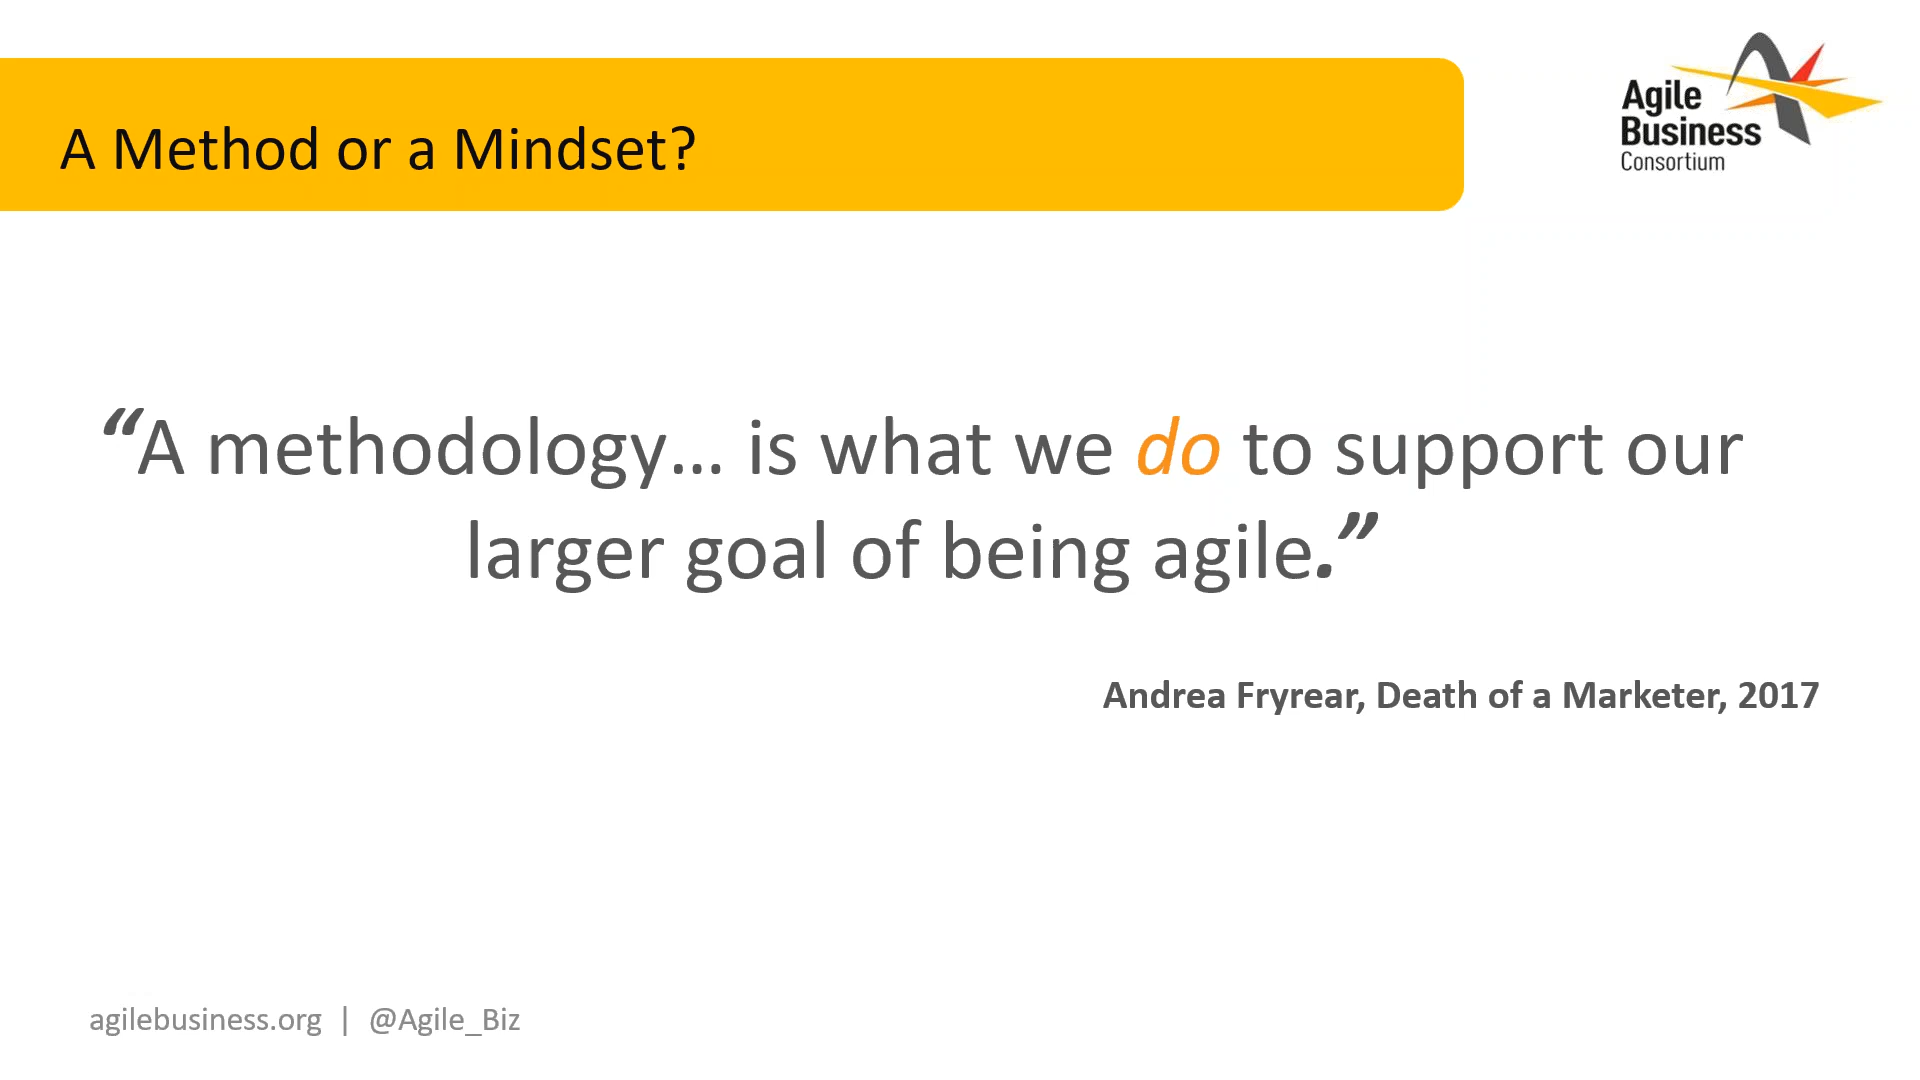 A Method or a Mindset?
Agile
Business
Consortium
“A methodology… is what we do to support our
larger goal of being agile.”
Andrea Fryrear, Death of a Marketer, 2017
agilebusiness.org | @Agile_Biz